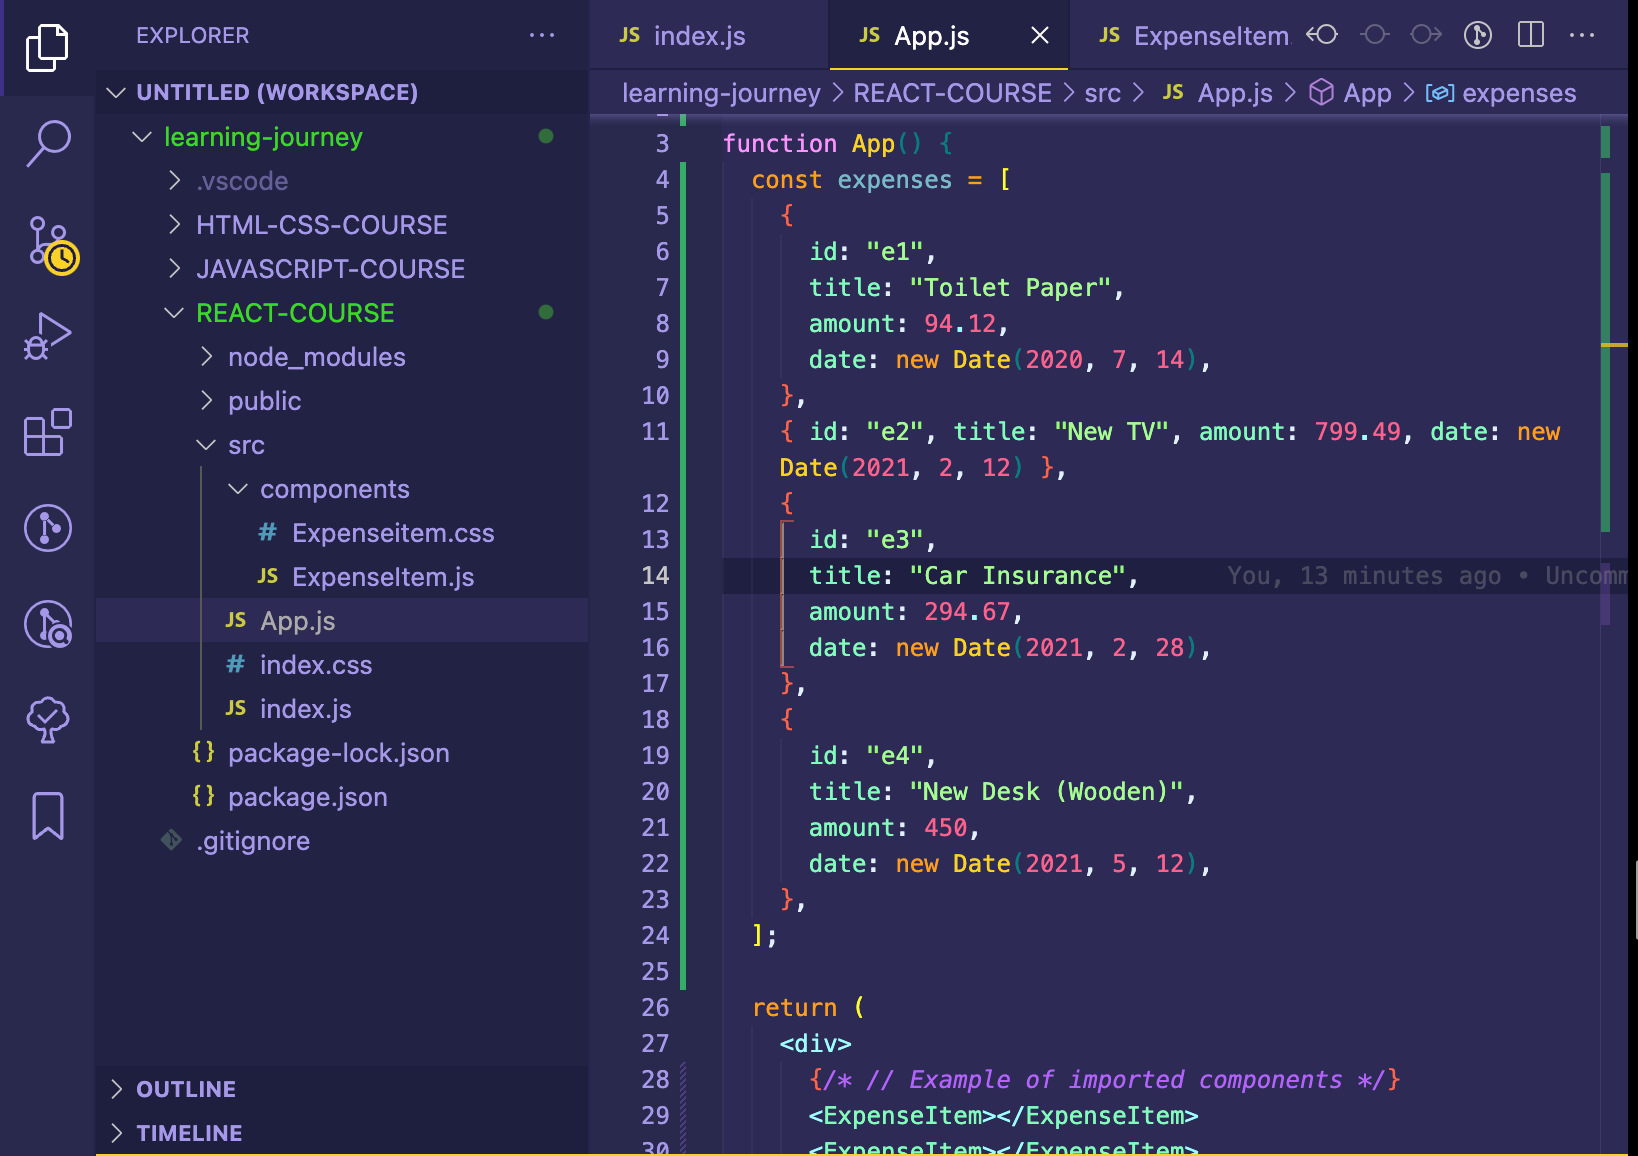 EXPLORER
UNTITLED (WORKSPACE)
learning-journey
.vscode
HTML-CSS-COURSE
JAVASCRIPT-COURSE
REACT-COURSE
node_modules
public
src
components
# Expenseitem.css
JS ExpenseItem.js
JS App.js
# index.css
JS index.js
{} package-lock.json
{} package.json
.gitignore
OUTLINE
TIMELINE
JS index.js
JS App.js
JS ExpenseItem.
learning-journey > REACT-COURSE > src > JS App.js > App > expenses
3 function App() {
4 const expenses = [
5 {
6 id: "e1",
7 title: "Toilet Paper",
8 amount: 94.12,
9 date: new Date(2020, 7, 14),
10 },
11 { id: "e2", title: "New TV", amount: 799.49, date: new
Date(2021, 2, 12) },
12 {
13 id: "e3",
14 title: "Car Insurance", You, 13 minutes ago • Uncomm
15 amount: 294.67,
16 date: new Date(2021, 2, 28),
17 },
18 {
19 id: "e4",
20 title: "New Desk (Wooden)",
21 amount: 450,
22 date: new Date(2021, 5, 12),
23 },
24 ];
25
26 return (
27 <div>
28 {/* // Example of imported components */}
29 <ExpenseItem></ExpenseItem>
30 <ExpenseItem></ExpenseItem>